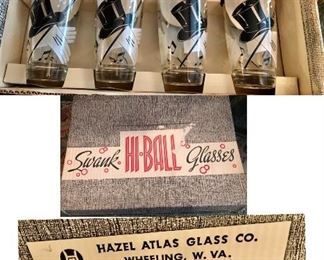 Swank HI-BALL Glasses
HAZEL ATLAS GLASS CO.
WHEELING, W. VA.